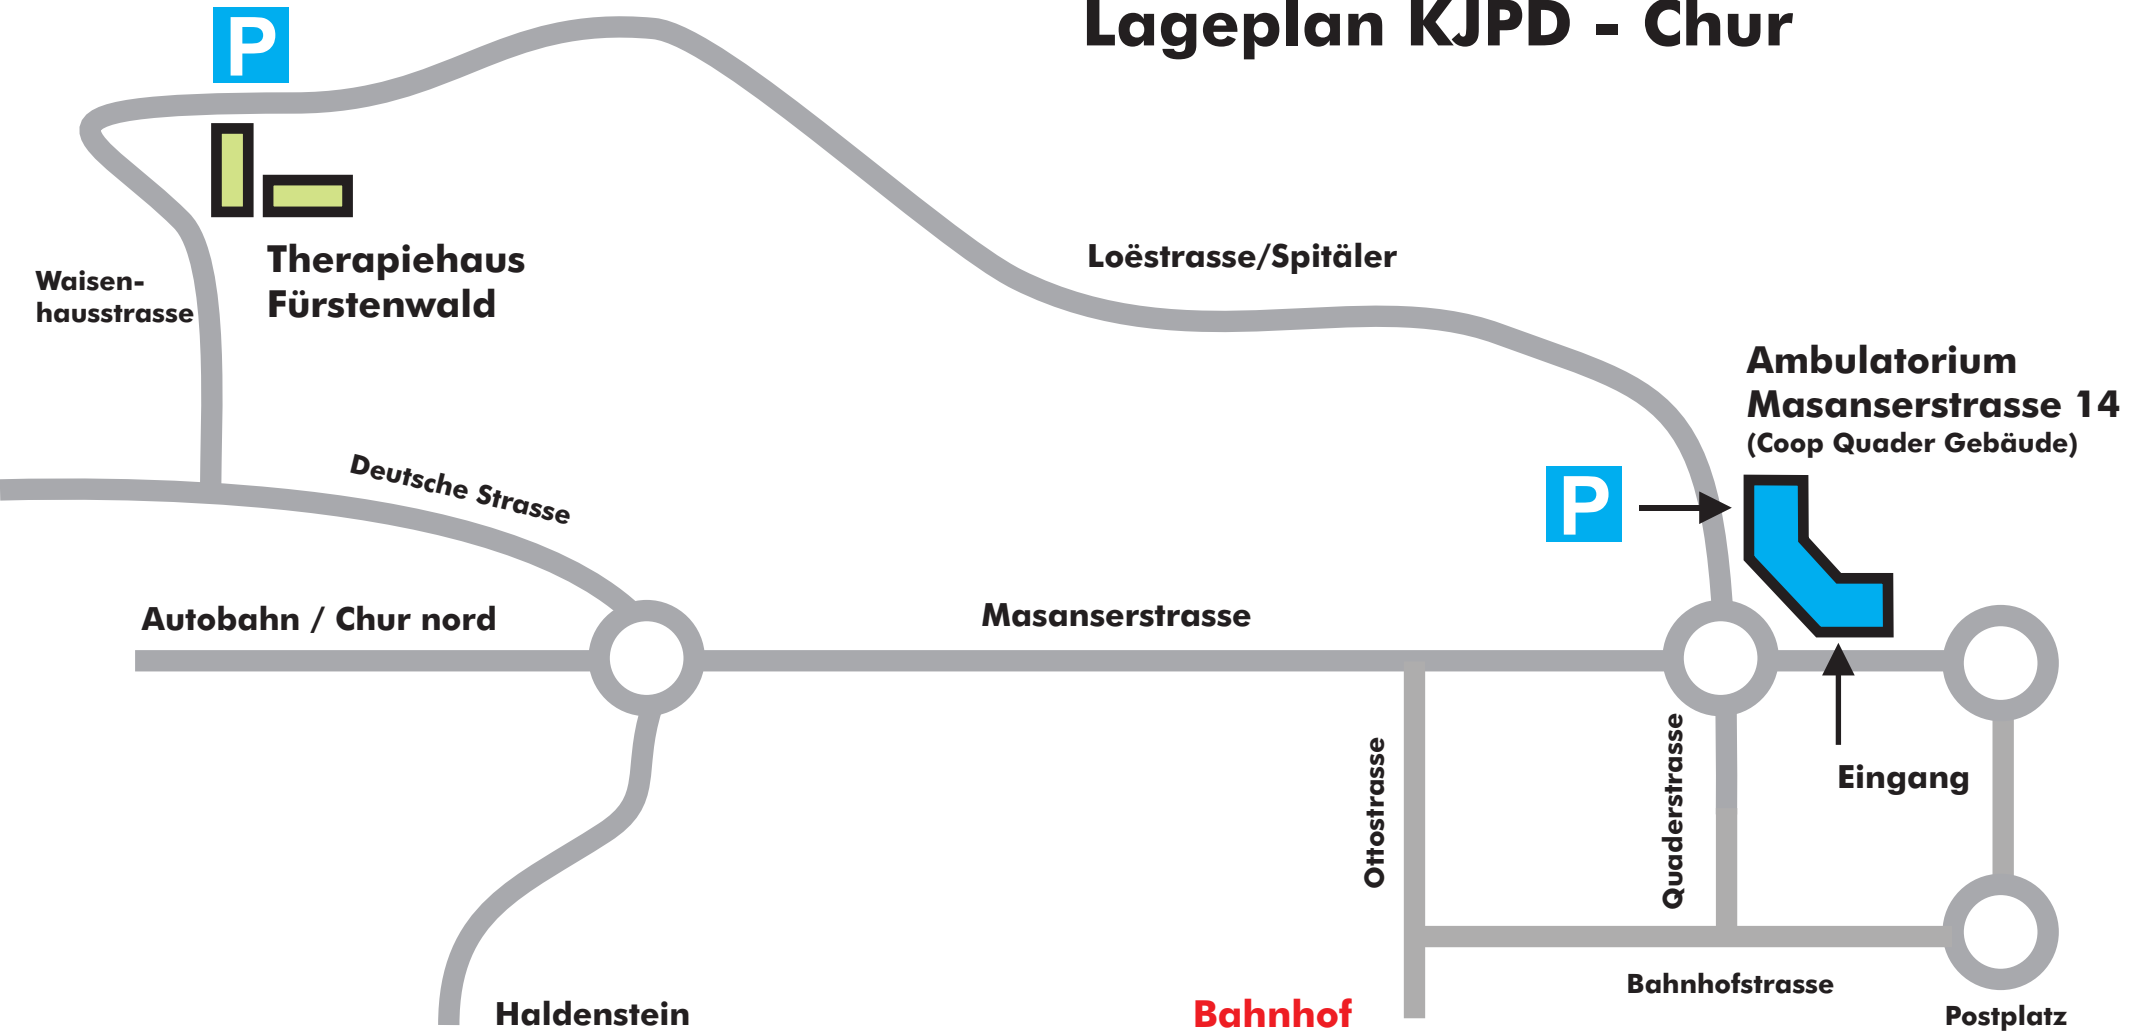 Lageplan KJPD - Chur
P
Therapiehaus
Fürstenwald
Waisen-
hausstrasse
Loëstrasse/Spitäler
Ambulatorium
Masanserstrasse 14
(Coop Quader Gebäude)
P
Deutsche Strasse
Autobahn / Chur nord
Masanserstrasse
Ottostrasse
Quaderstrasse
Eingang
Bahnhofstrasse
Haldenstein
Bahnhof
Postplatz